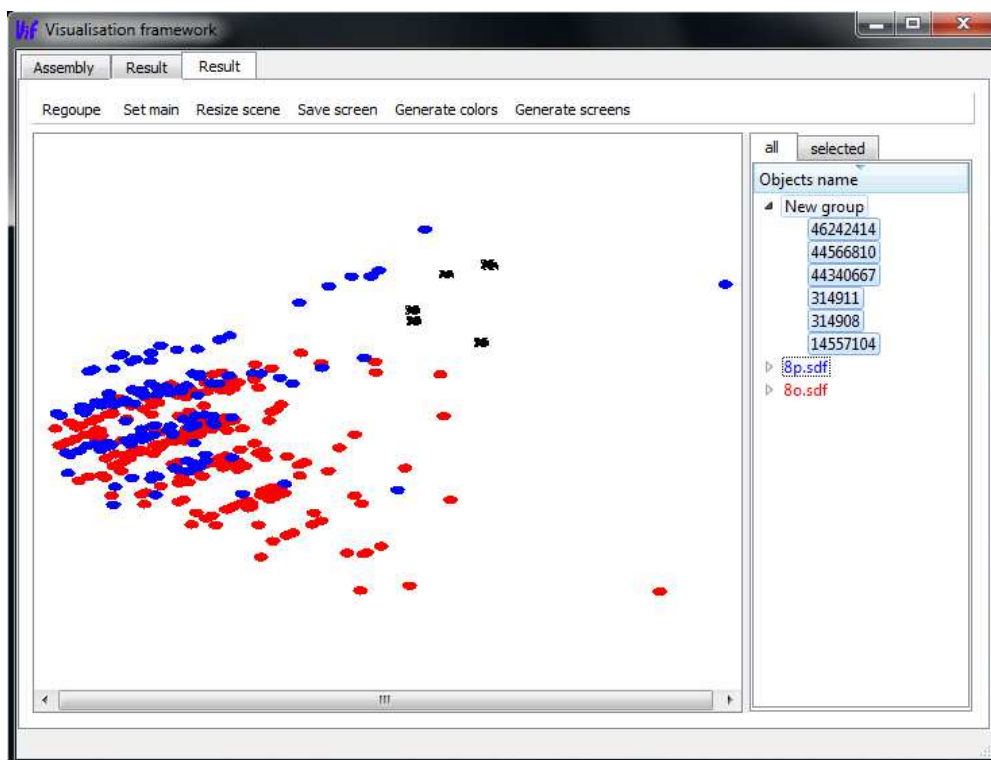 ViF Visualisation framework
Assembly Result Result
Regoupe Set main Resize scene Save screen Generate colors Generate screens
all selected
Objects name
New group
46242414
44566810
44340667
314911
314908
14557104
8p.sdf
8o.sdf